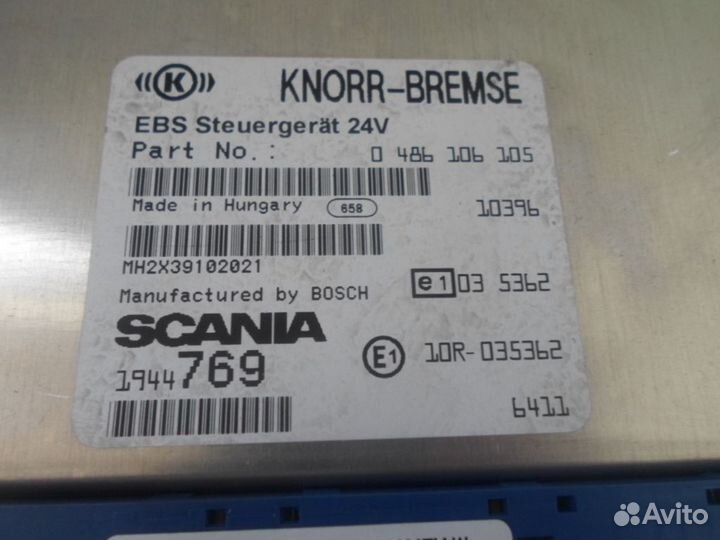 K KNORR-BREMSE
EBS Steuergerät 24V
Part No.: 0 486 106 105
Made in Hungary 658 10396
MH2X39102021
Manufactured by BOSCH e1 03 5362
SCANIA
1944769 E1 10R-035362
6411
Avito